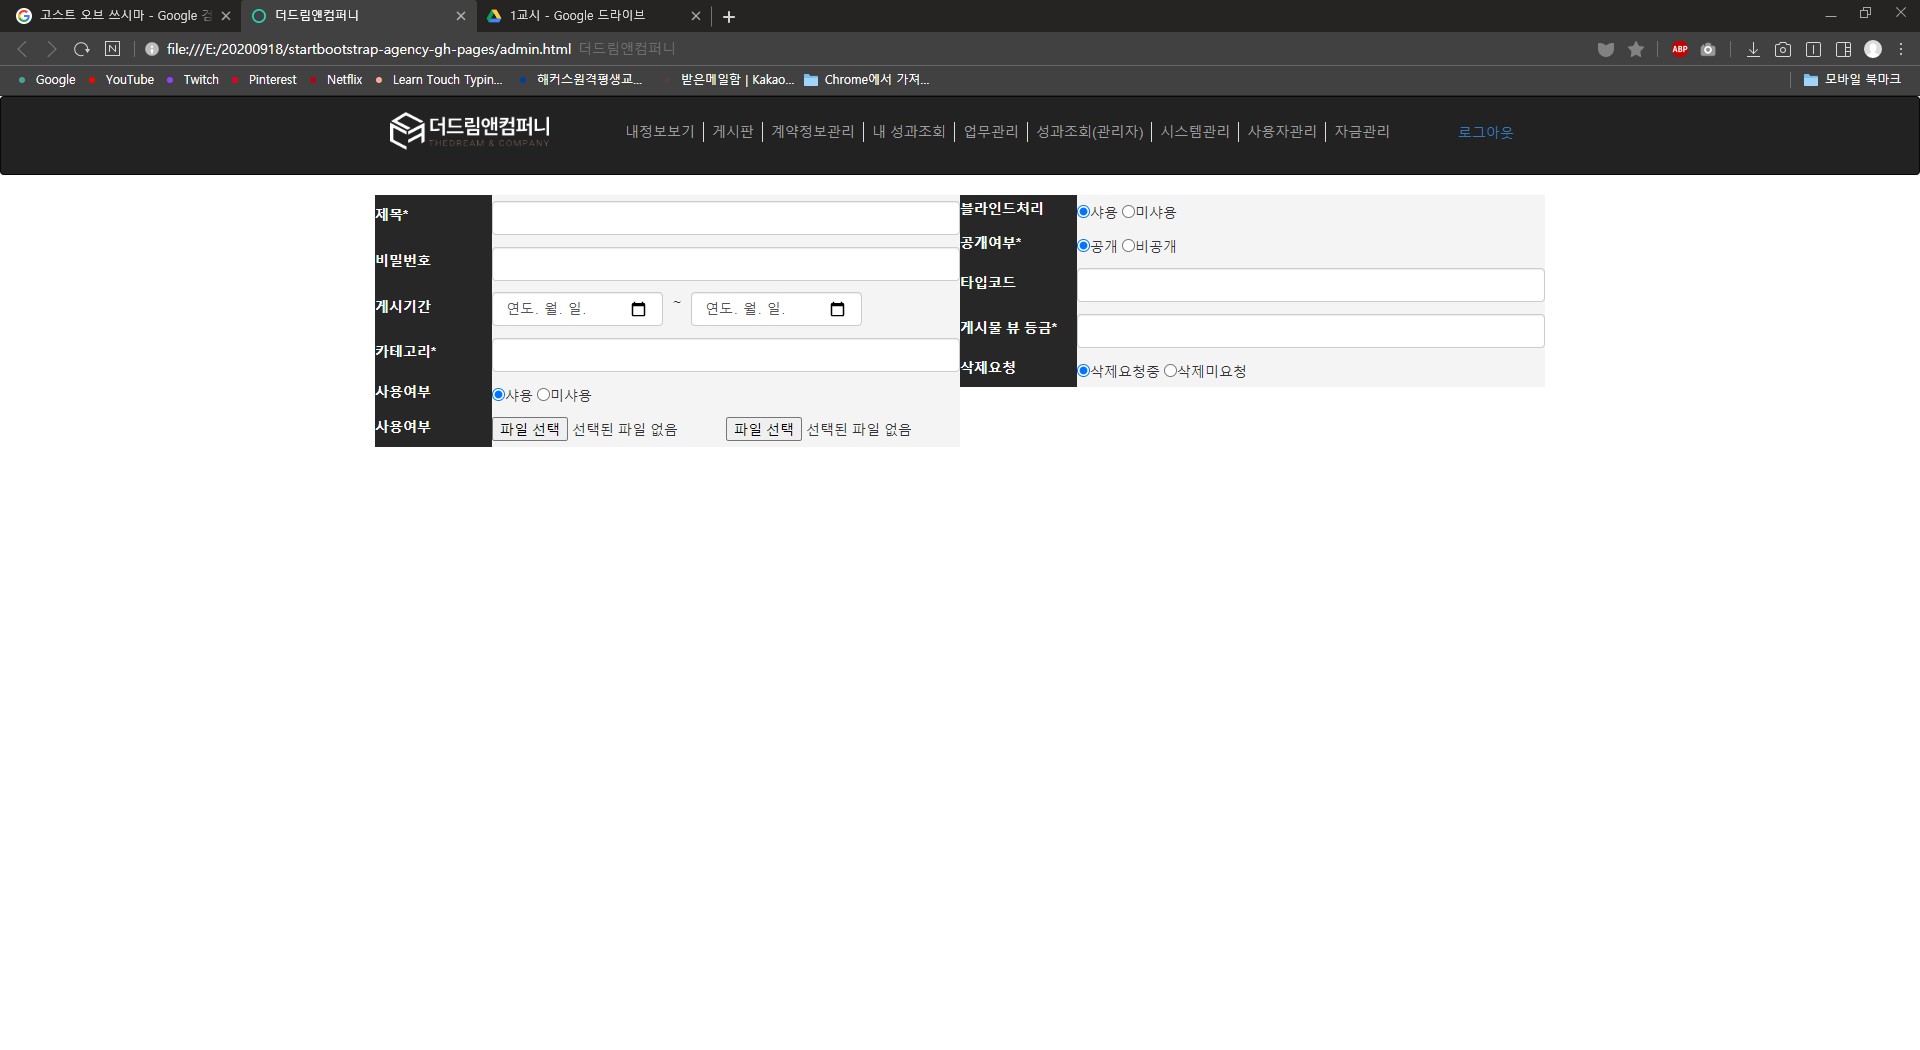 고스트 오브 쓰시마 - Google 검
더드림앤컴퍼니
1교시 - Google 드라이브
file:///E:/20200918/startbootstrap-agency-gh-pages/admin.html 더드림앤컴퍼니
ABP
Google YouTube Twitch Pinterest Netflix Learn Touch Typin... 해커스원격평생교... 받은메일함 | Kakao... Chrome에서 가져... 모바일 북마크
더드림앤컴퍼니
THEDREAM & COMPANY
내정보보기 게시판 계약정보관리 내 성과조회 업무관리 성과조회(관리자) 시스템관리 사용자관리 자금관리 로그아웃
제목*
비밀번호
게시기간 연도. 월. 일. ~ 연도. 월. 일.
카테고리*
사용여부 샤용 미샤용
사용여부 파일 선택 선택된 파일 없음 파일 선택 선택된 파일 없음
블라인드처리 샤용 미샤용
공개여부* 공개 비공개
타입코드
게시물 뷰 등금*
삭제요청 삭제요청중 삭제미요청